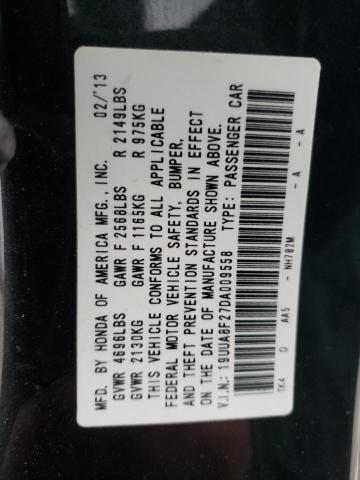 MFD. BY HONDA OF AMERICA MFG., INC. 02/'13
GVWR 4696LBS GAWR F 2568LBS R 2149LBS
GVWR 2130KG GAWR F 1165KG R 975KG
THIS VEHICLE CONFORMS TO ALL APPLICABLE
FEDERAL MOTOR VEHICLE SAFETY, BUMPER,
AND THEFT PREVENTION STANDARDS IN EFFECT
ON THE DATE OF MANUFACTURE SHOWN ABOVE.
V.I.N.: 19UUA8F27DA009558 TYPE: PASSENGER CAR
TK4 D AA5 - NH782M - A - A